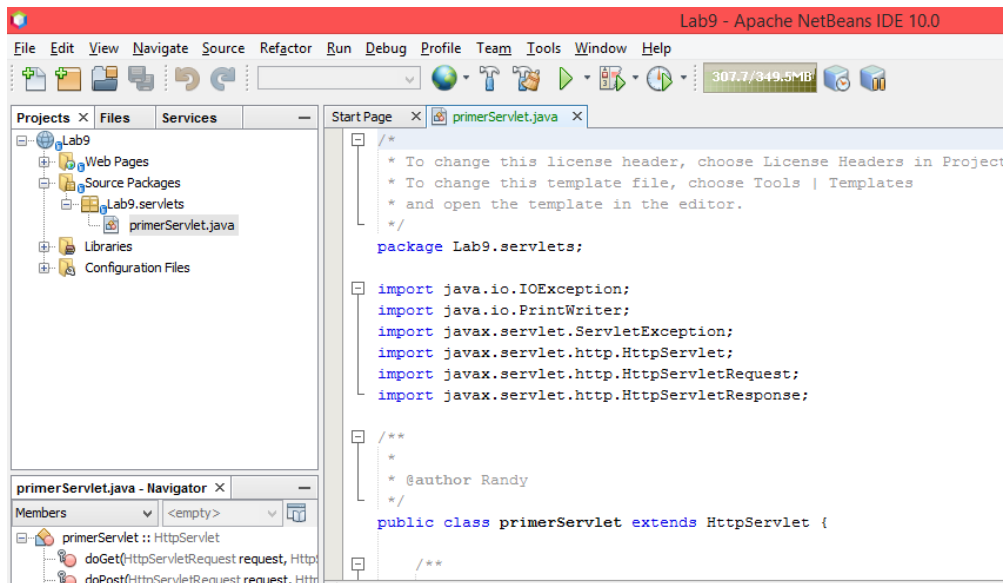 Lab9 - Apache NetBeans IDE 10.0
File Edit View Navigate Source Refactor Run Debug Profile Team Tools Window Help
307.7/349.5MB
Projects Files Services
Lab9
Web Pages
Source Packages
Lab9.servlets
primerServlet.java
Libraries
Configuration Files
primerServlet.java - Navigator
Members <empty>
primerServlet :: HttpServlet
doGet(HttpServletRequest request, Http
doPost(HttpServletRequest request, Htt
Start Page primerServlet.java
/*
* To change this license header, choose License Headers in Project
* To change this template file, choose Tools | Templates
* and open the template in the editor.
*/
package Lab9.servlets;
import java.io.IOException;
import java.io.PrintWriter;
import javax.servlet.ServletException;
import javax.servlet.http.HttpServlet;
import javax.servlet.http.HttpServletRequest;
import javax.servlet.http.HttpServletResponse;
/**
*
* @author Randy
*/
public class primerServlet extends HttpServlet {
/**